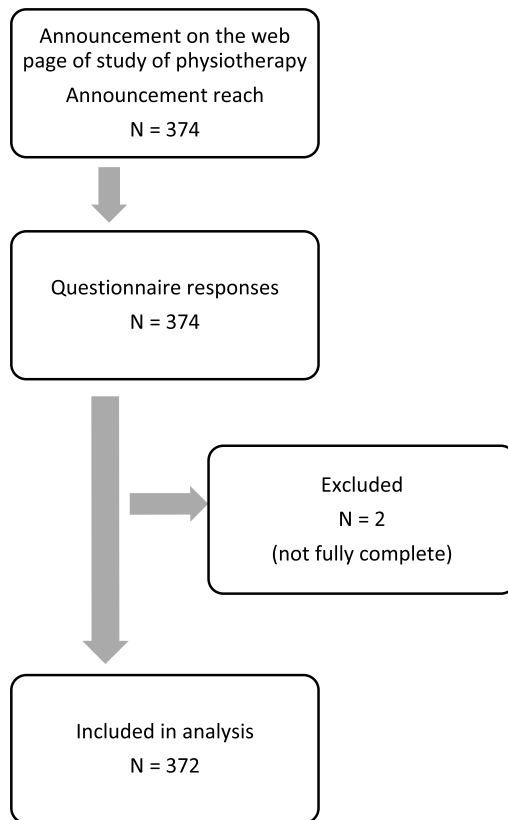 Announcement on the web
page of study of physiotherapy
Announcement reach
N = 374
Questionnaire responses
N = 374
Excluded
N = 2
(not fully complete)
Included in analysis
N = 372